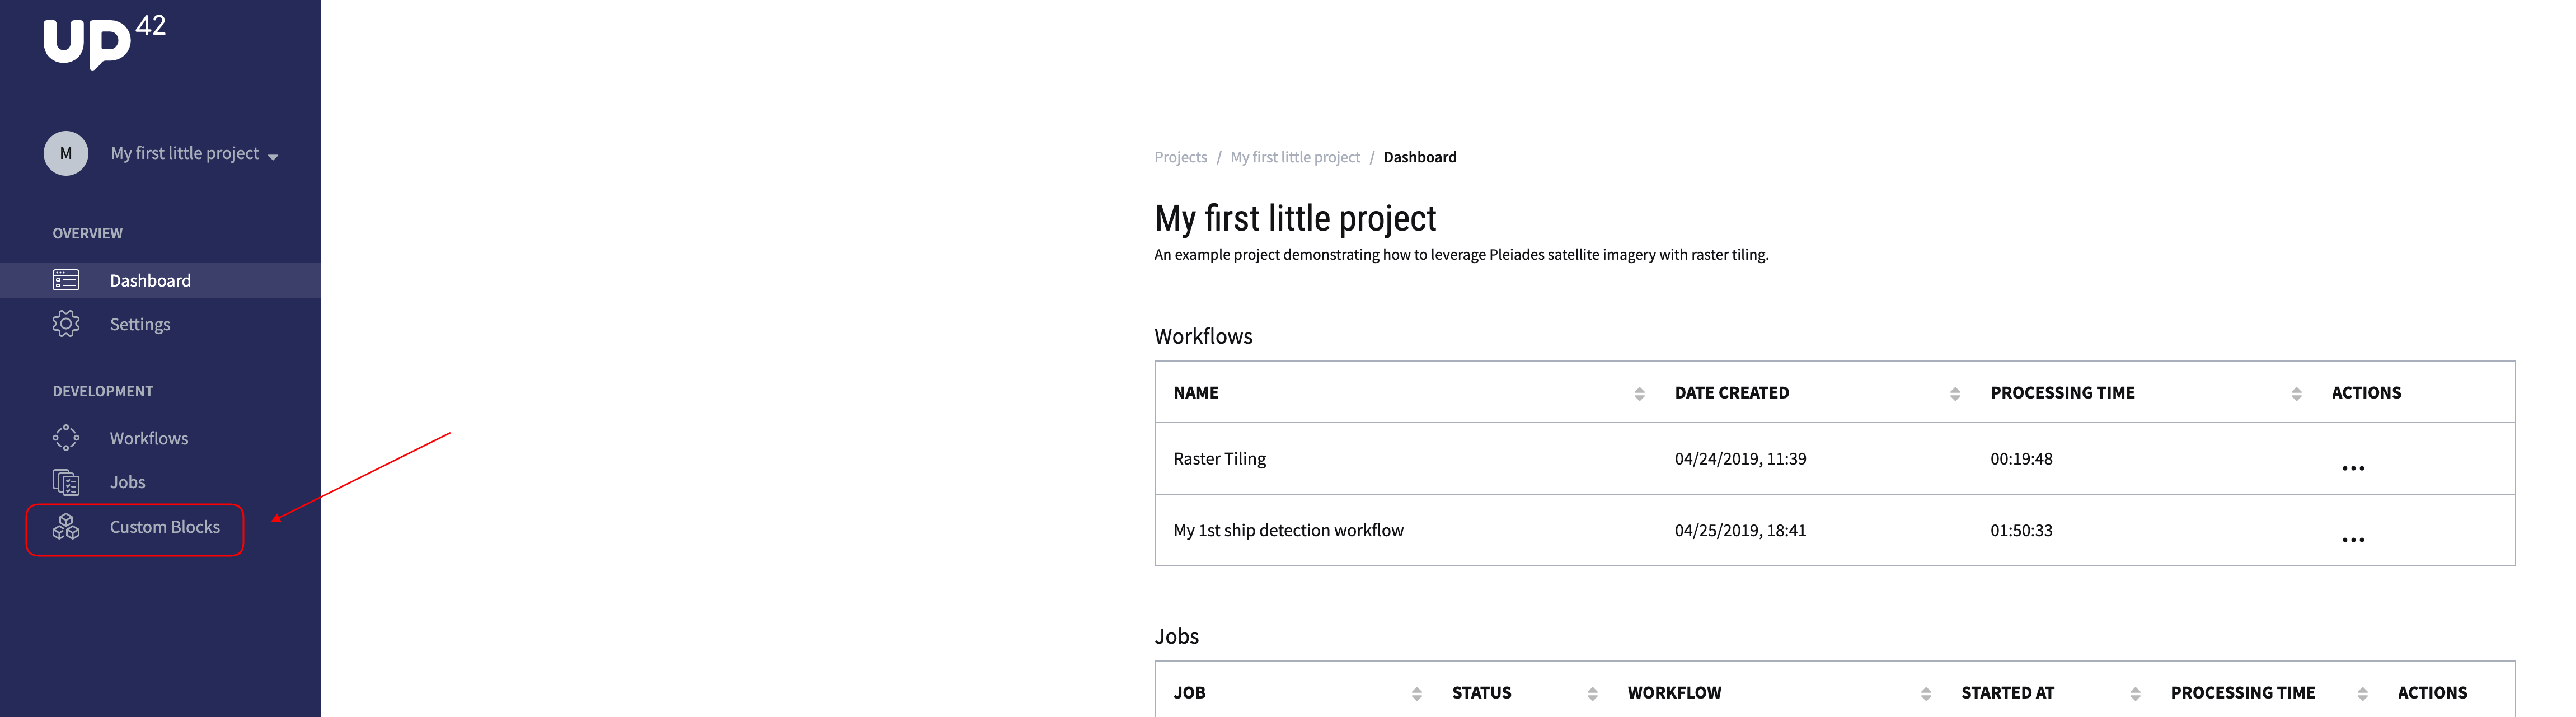 UP42
M My first little project
OVERVIEW
Dashboard
Settings
DEVELOPMENT
Workflows
Jobs
Custom Blocks
Projects / My first little project / Dashboard
My first little project
An example project demonstrating how to leverage Pleiades satellite imagery with raster tiling.
Workflows
NAME DATE CREATED PROCESSING TIME ACTIONS
Raster Tiling 04/24/2019, 11:39 00:19:48 ...
My 1st ship detection workflow 04/25/2019, 18:41 01:50:33 ...
Jobs
JOB STATUS WORKFLOW STARTED AT PROCESSING TIME ACTIONS